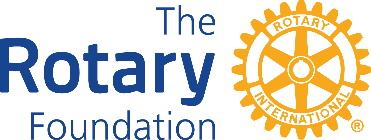 The
Rotary
Foundation
ROTARY
INTERNATIONAL
®